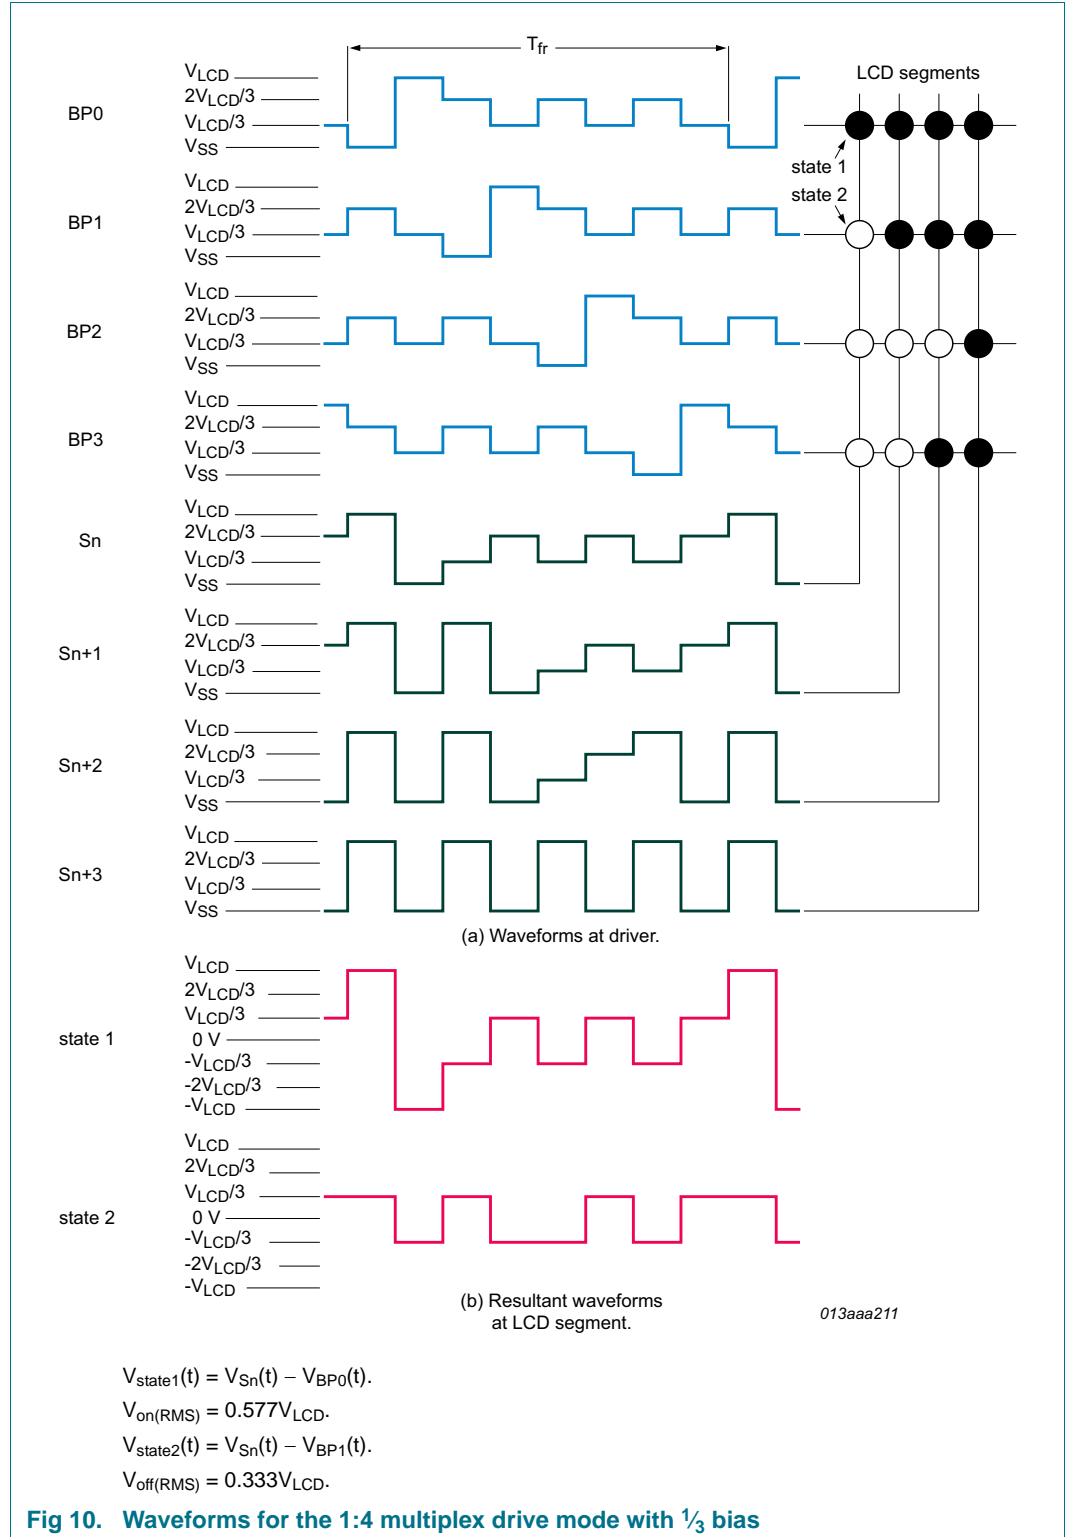 Tfr
BP0
VLCD
2VLCD/3
VLCD/3
VSS
LCD segments
state 1
state 2
BP1
VLCD
2VLCD/3
VLCD/3
VSS
BP2
VLCD
2VLCD/3
VLCD/3
VSS
BP3
VLCD
2VLCD/3
VLCD/3
VSS
Sn
VLCD
2VLCD/3
VLCD/3
VSS
Sn+1
VLCD
2VLCD/3
VLCD/3
VSS
Sn+2
VLCD
2VLCD/3
VLCD/3
VSS
Sn+3
VLCD
2VLCD/3
VLCD/3
VSS
(a) Waveforms at driver.
state 1
VLCD
2VLCD/3
VLCD/3
0 V
-VLCD/3
-2VLCD/3
-VLCD
state 2
VLCD
2VLCD/3
VLCD/3
0 V
-VLCD/3
-2VLCD/3
-VLCD
(b) Resultant waveforms
at LCD segment.
013aaa211
Vstate1(t) = VSn(t) − VBP0(t).
Von(RMS) = 0.577VLCD.
Vstate2(t) = VSn(t) − VBP1(t).
Voff(RMS) = 0.333VLCD.
Fig 10. Waveforms for the 1:4 multiplex drive mode with 1⁄3 bias